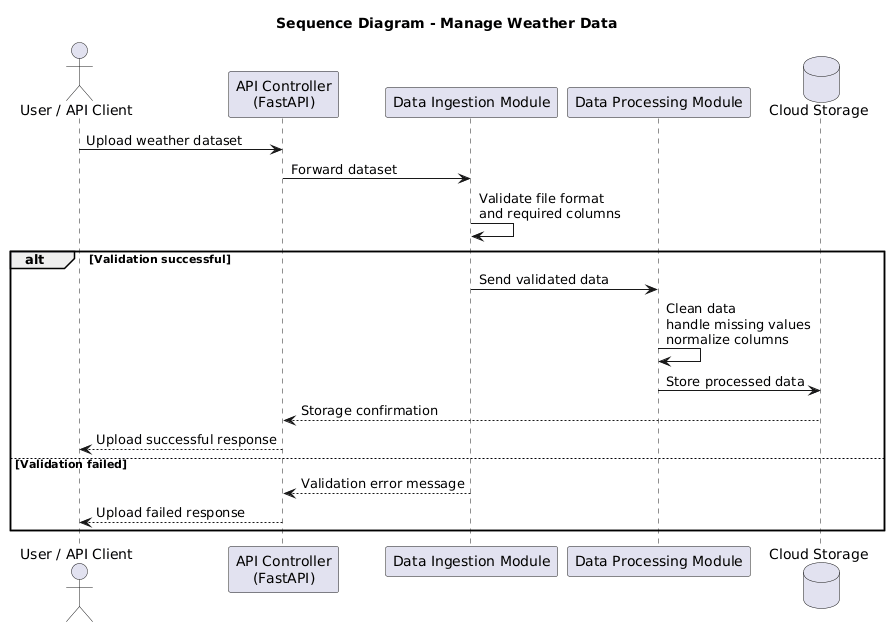 Sequence Diagram - Manage Weather Data
User / API Client
API Controller
(FastAPI)
Data Ingestion Module
Data Processing Module
Cloud Storage
Upload weather dataset
Forward dataset
Validate file format
and required columns
alt
[Validation successful]
Send validated data
Clean data
handle missing values
normalize columns
Store processed data
Storage confirmation
Upload successful response
[Validation failed]
Validation error message
Upload failed response
User / API Client
API Controller
(FastAPI)
Data Ingestion Module
Data Processing Module
Cloud Storage